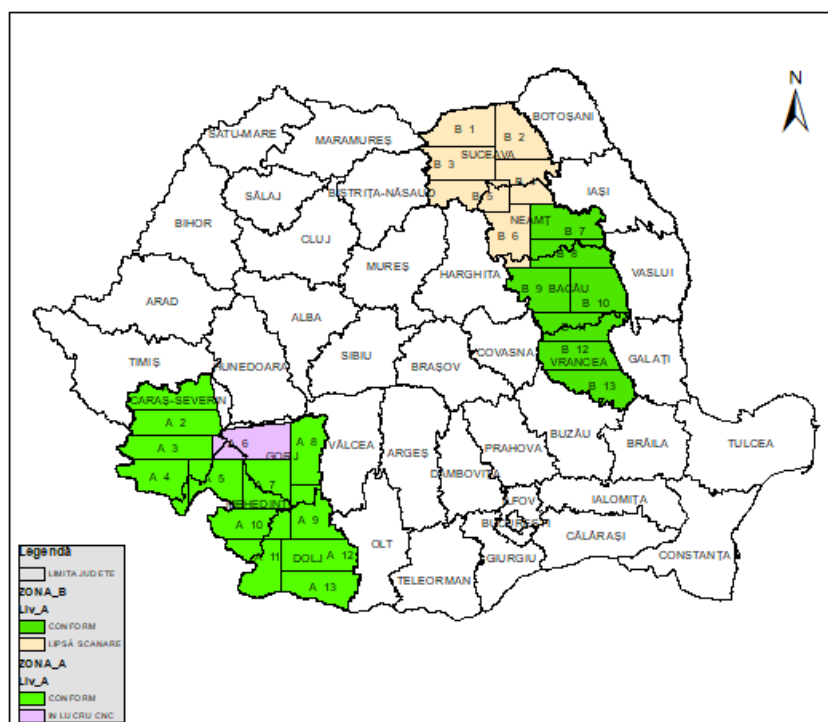 N
BOTOȘANI
SATU-MARE
MARAMUREȘ
B 1
B 2
SUCEAVA
B 3
B
SĂLAJ
BISTRIȚA-NĂSAUD
B 5
IAȘI
BIHOR
NEAMȚ
B 7
CLUJ
B 6
B 8
MUREȘ
HARGHITA
VASLUI
B 9
BACĂU
B 10
ARAD
ALBA
B 12
TIMIȘ
HUNEDOARA
SIBIU
BRAȘOV
COVASNA
VRANCEA
GALAȚI
B 13
CARAȘ-SEVERIN
A 2
A 3
A 6
GORJ
A 8
VÂLCEA
ARGEȘ
PRAHOVA
BUZĂU
BRĂILA
TULCEA
A 4
A 5
A 7
DAMBOVIȚA
MEHEDINȚI
ILFOV
IALOMIȚA
A 9
A 10
BUCUREȘTI
CĂLĂRAȘI
OLT
A 11
DOLJ
A 12
GIURGIU
CONSTANȚA
TELEORMAN
A 13
Legendă
LIMITA JUDETE
ZONA_B
Liv_A
CONFORM
LIPSĂ SCANARE
ZONA_A
Liv_A
CONFORM
IN LUCRU CNC